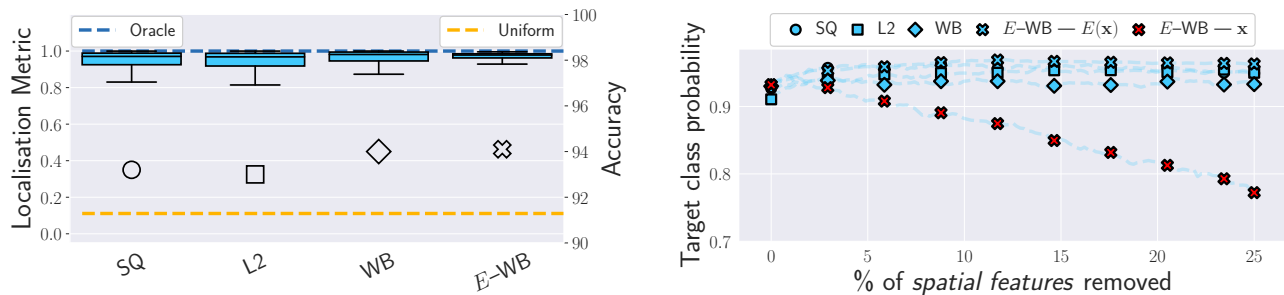 Localisation Metric
1.0
0.8
0.6
0.4
0.2
0.0
Oracle
Uniform
100
98
96
94
92
90
Accuracy
SQ
L2
WB
E–WB
SQ L2 WB E–WB — E(x) E–WB — x
Target class probability
0.9
0.8
0.7
0 5 10 15 20 25
% of spatial features removed